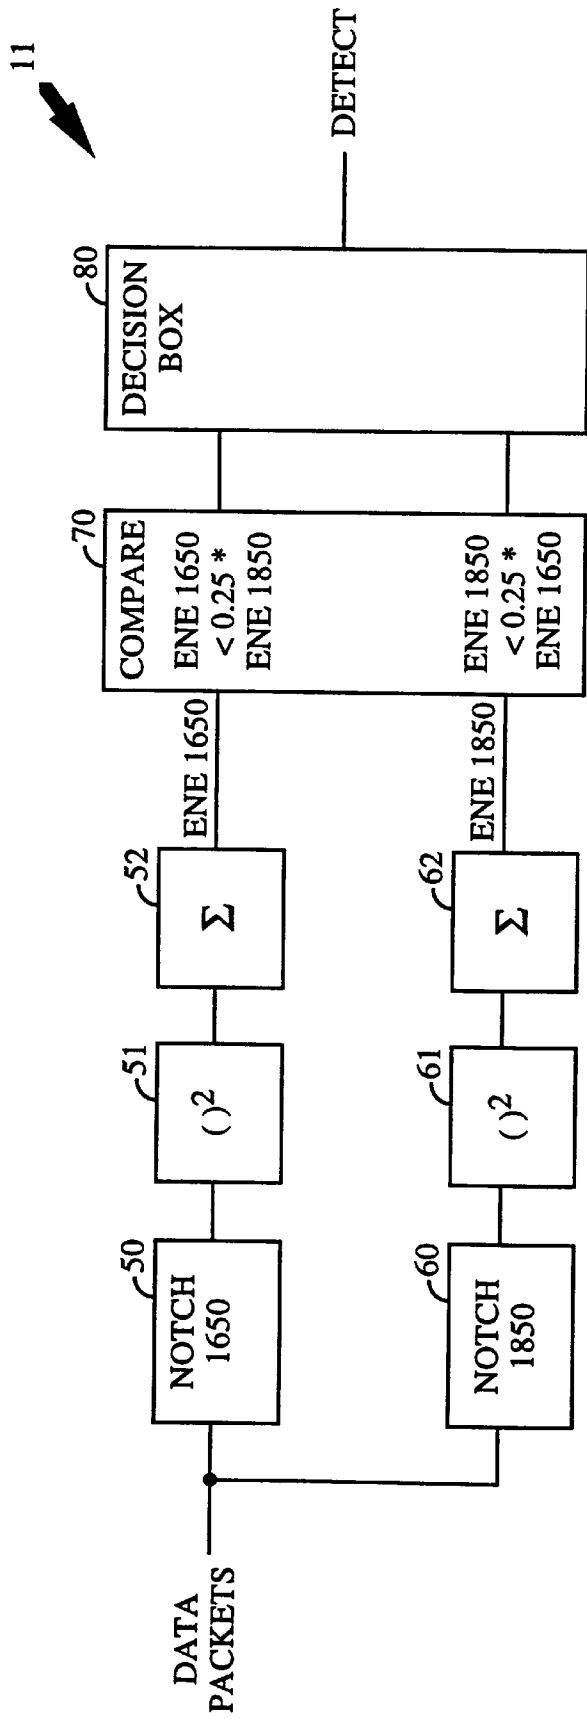 11
DATA
PACKETS
50
NOTCH
1650
51
( )²
52
Σ
ENE 1650
60
NOTCH
1850
61
( )²
62
Σ
ENE 1850
70
COMPARE
ENE 1650
< 0.25 *
ENE 1850
ENE 1850
< 0.25 *
ENE 1650
80
DECISION
BOX
DETECT